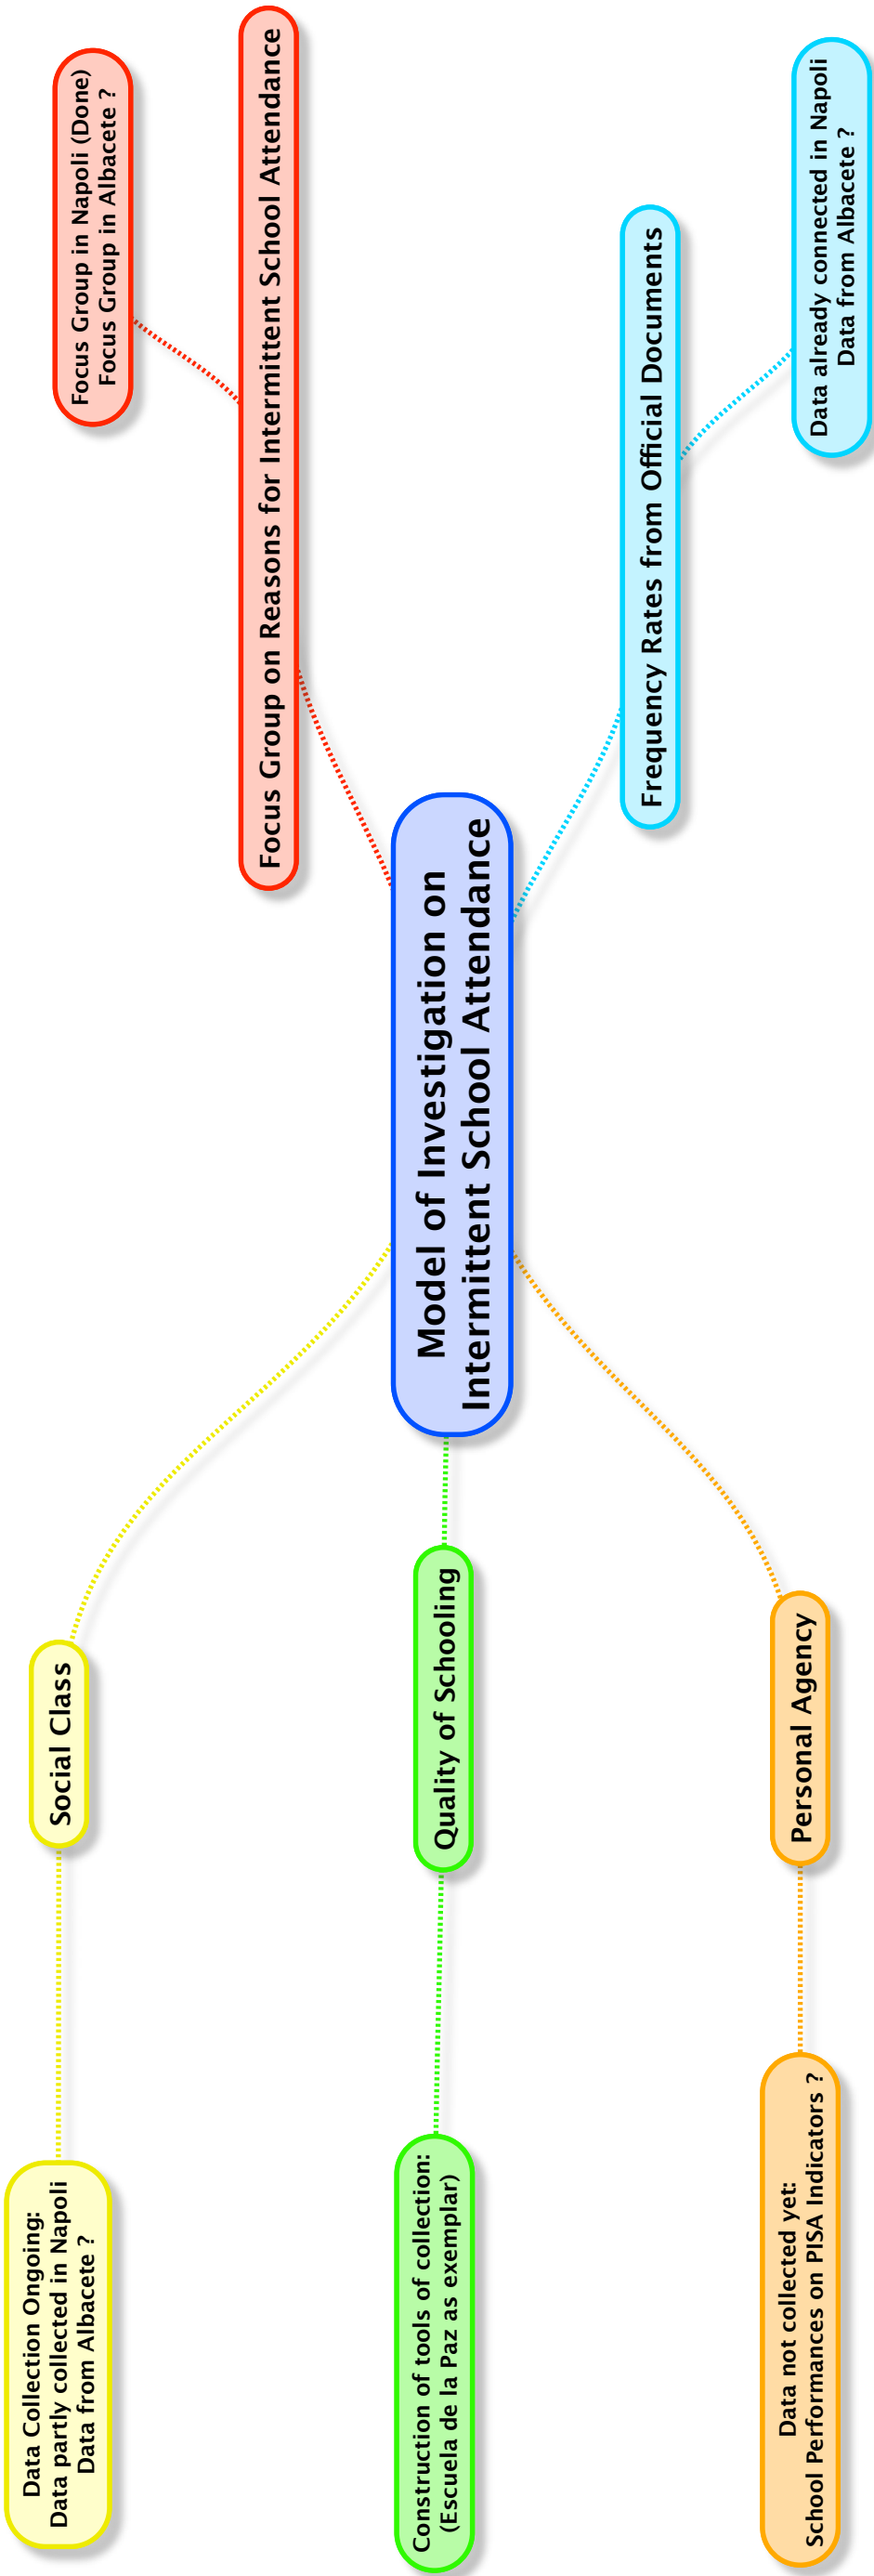 Focus Group in Napoli (Done)
Focus Group in Albacete ?
Focus Group on Reasons for Intermittent School Attendance
Frequency Rates from Official Documents
Data already connected in Napoli
Data from Albacete ?
Model of Investigation on
Intermittent School Attendance
Social Class
Data Collection Ongoing:
Data partly collected in Napoli
Data from Albacete ?
Quality of Schooling
Construction of tools of collection:
(Escuela de la Paz as exemplar)
Personal Agency
Data not collected yet:
School Performances on PISA Indicators ?